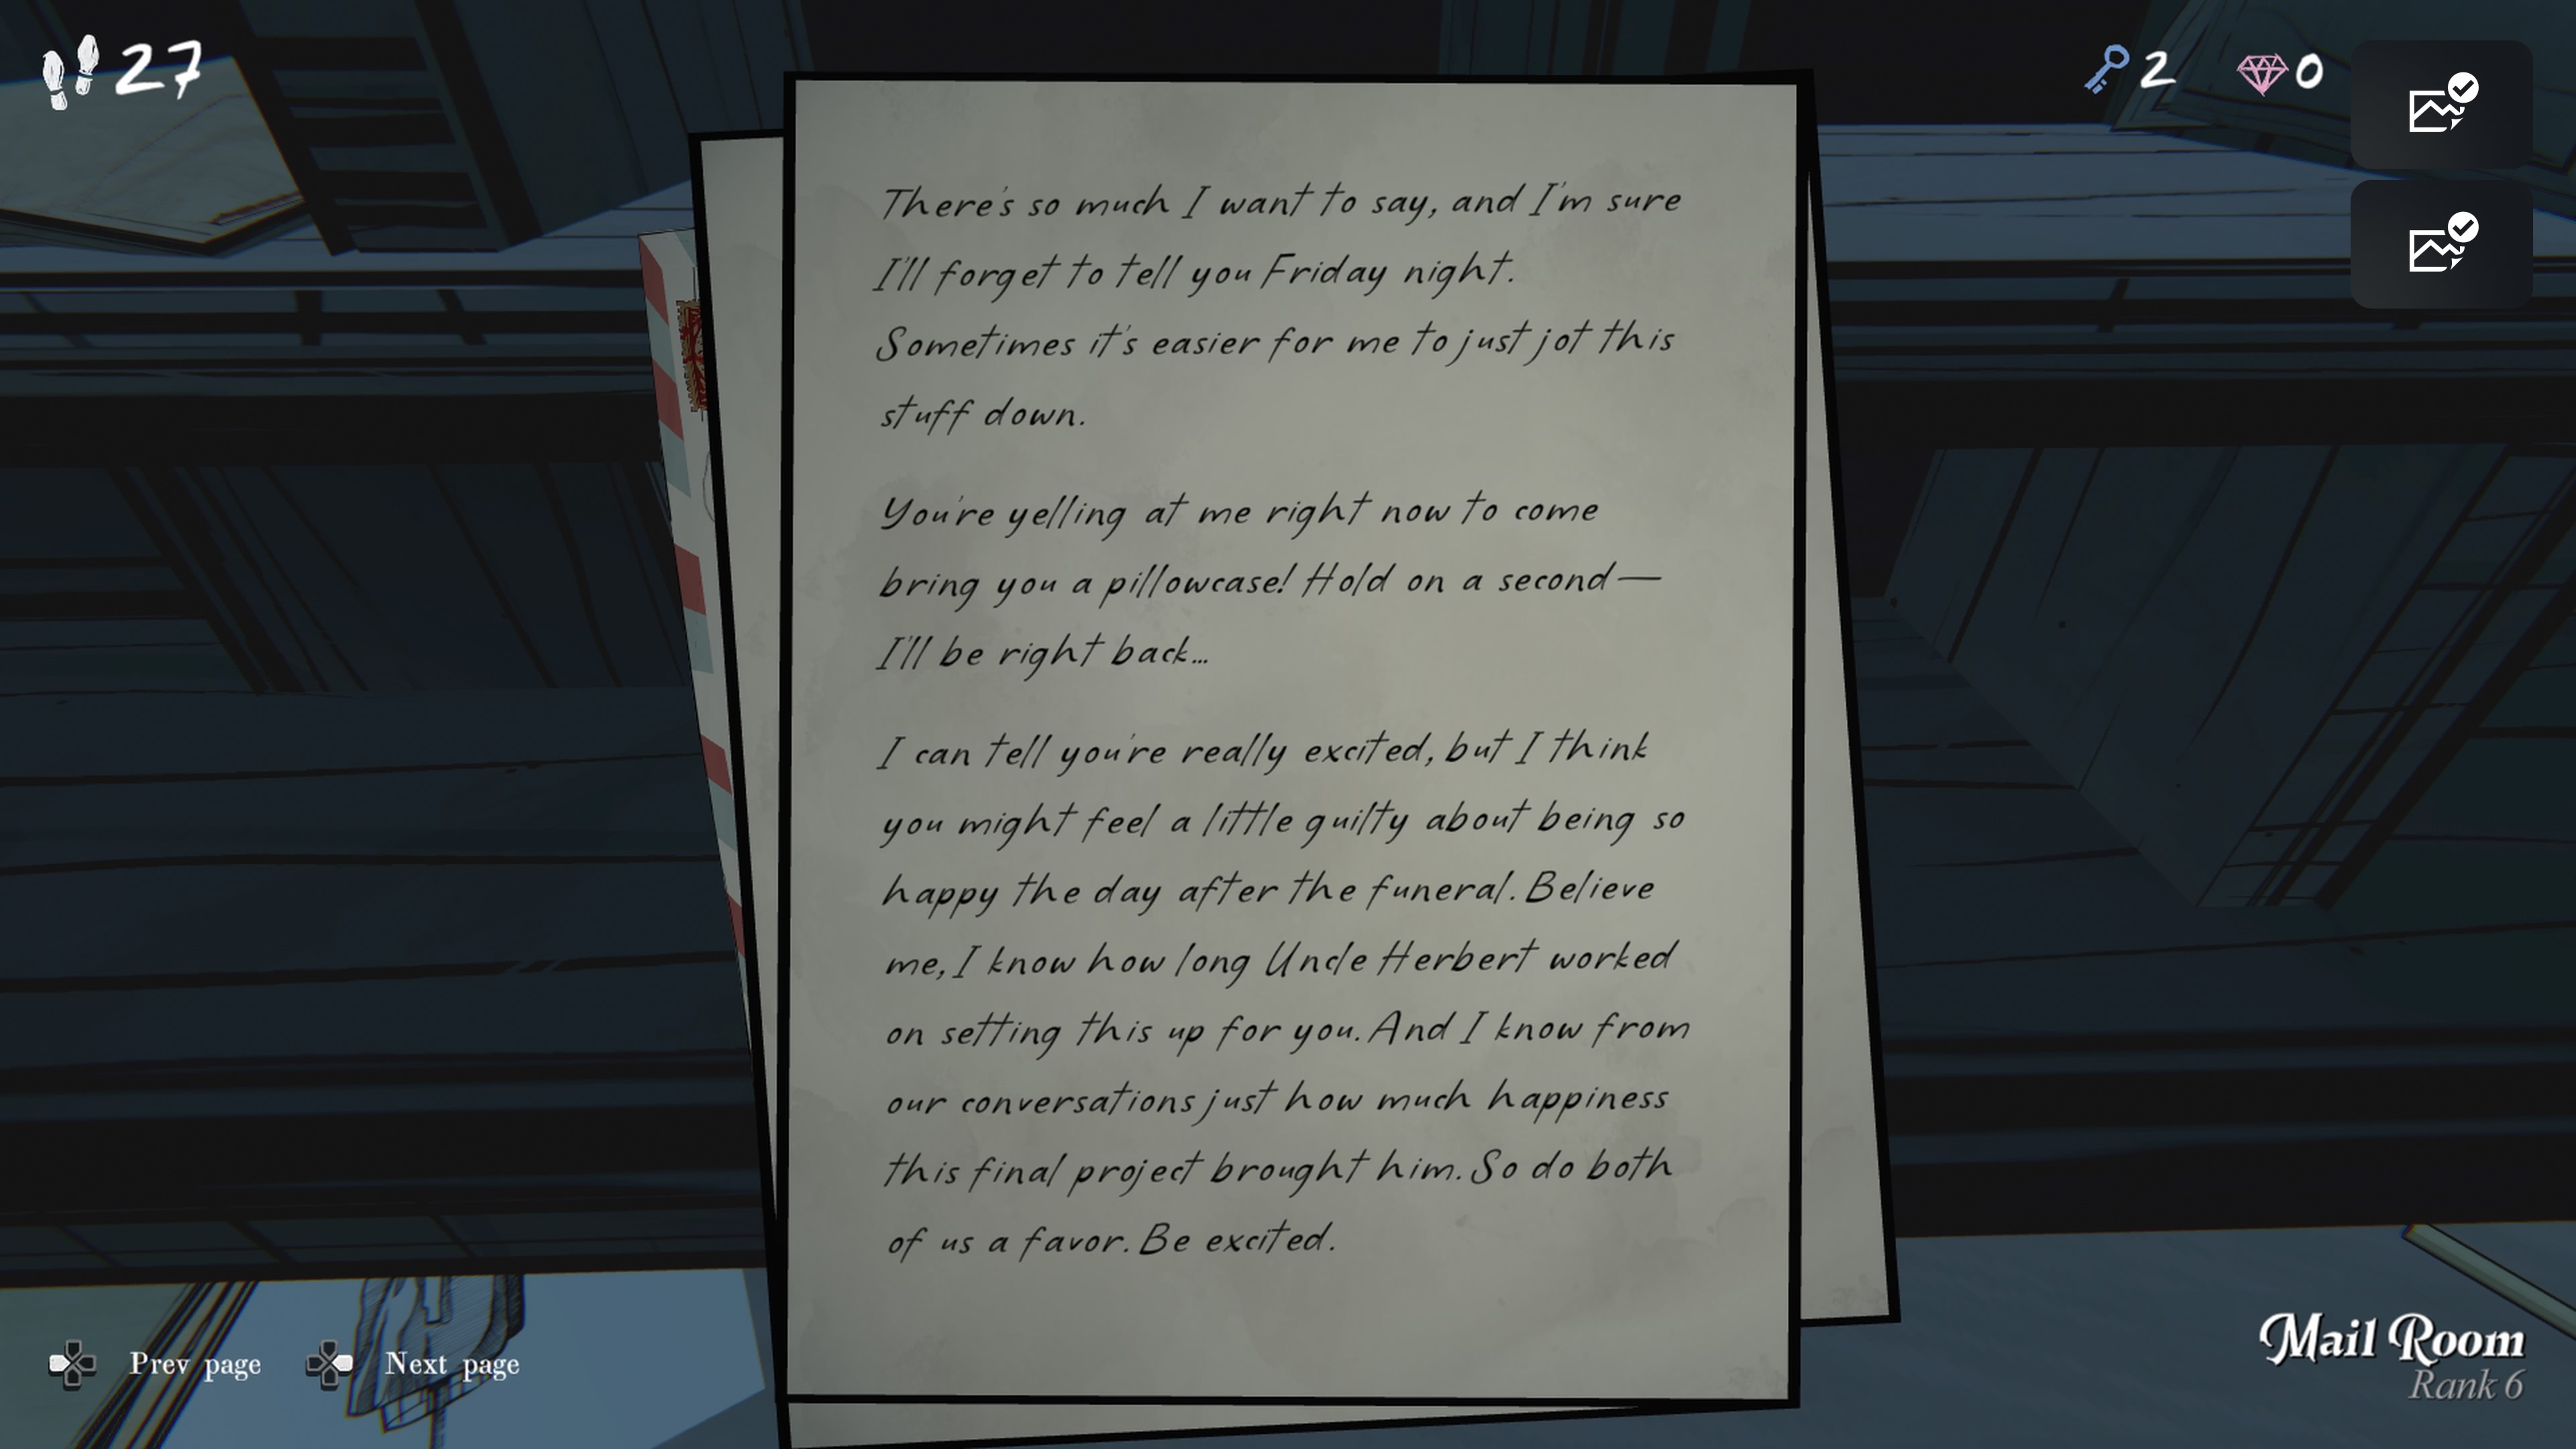 27
2
0
There's so much I want to say, and I'm sure
I'll forget to tell you Friday night.
Sometimes it's easier for me to just jot this
stuff down.
You're yelling at me right now to come
bring you a pillowcase! Hold on a second—
I'll be right back...
I can tell you're really excited, but I think
you might feel a little guilty about being so
happy the day after the funeral. Believe
me, I know how long Uncle Herbert worked
on setting this up for you. And I know from
our conversations just how much happiness
this final project brought him. So do both
of us a favor. Be excited.
Prev page
Next page
Mail Room
Rank 6